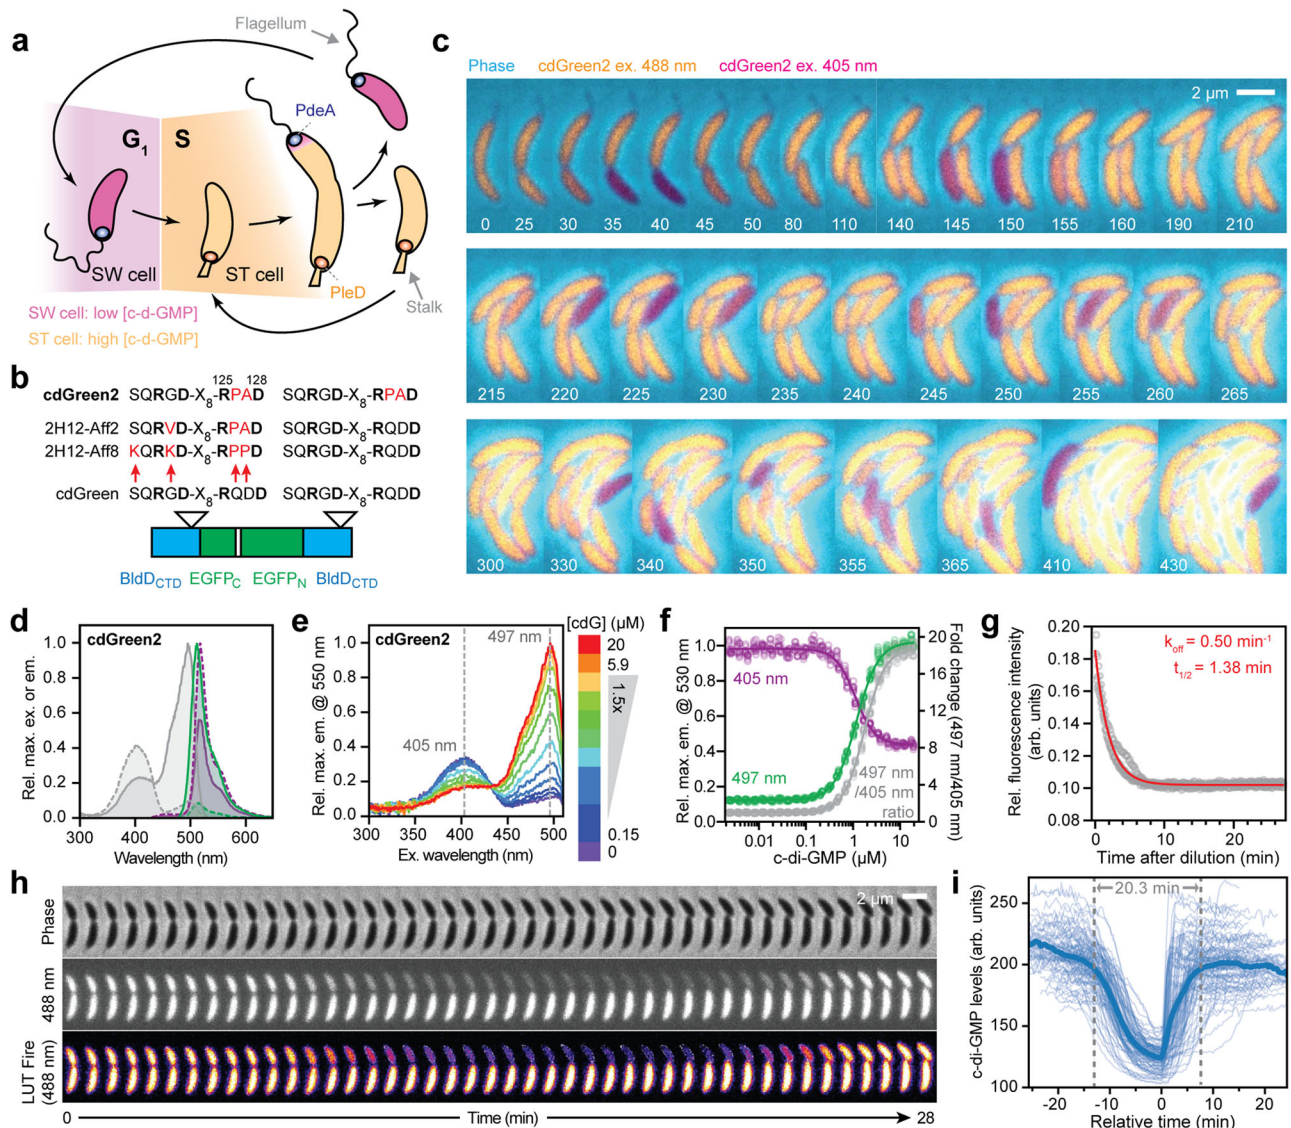 a
Flagellum
PdeA
G1
S
SW cell
ST cell
PleD
Stalk
SW cell: low [c-d-GMP]
ST cell: high [c-d-GMP]
b
125 128
cdGreen2 SQRGD-X8-RPAD SQRGD-X8-RPAD
2H12-Aff2 SQRVD-X8-RPAD SQRGD-X8-RQDD
2H12-Aff8 KQRKD-X8-RPPD SQRGD-X8-RQDD
cdGreen SQRGD-X8-RQDD SQRGD-X8-RQDD
BldDCTD EGFPC EGFPN BldDCTD
c
Phase cdGreen2 ex. 488 nm cdGreen2 ex. 405 nm
2 µm
0 25 30 35 40 45 50 80 110 140 145 150 155 160 190 210
215 220 225 230 235 240 245 250 255 260 265
300 330 340 350 355 365 410 430
d
cdGreen2
Rel. max. ex. or em.
1.0
0.8
0.6
0.4
0.2
0.0
300 400 500 600
Wavelength (nm)
e
cdGreen2
497 nm
405 nm
Rel. max. em. @ 550 nm
1.0
0.8
0.6
0.4
0.2
0.0
300 350 400 450 500
Ex. wavelength (nm)
[cdG] (µM)
20
5.9
1.5x
0.15
0
f
Rel. max. em. @ 530 nm
1.0
0.8
0.6
0.4
0.2
0.0
405 nm
497 nm
497 nm
/405 nm
ratio
0.01 0.1 1 10
c-di-GMP (µM)
20
16
12
8
4
0
Fold change (497 nm/405 nm)
g
koff = 0.50 min-1
t1/2 = 1.38 min
Rel. fluorescence intensity
(arb. units)
0.20
0.18
0.16
0.14
0.12
0.10
0.08
0 10 20
Time after dilution (min)
h
Phase
2 µm
488 nm
LUT Fire
(488 nm)
0 Time (min) 28
i
20.3 min
c-di-GMP levels (arb. units)
250
200
150
100
-20 -10 0 10 20
Relative time (min)